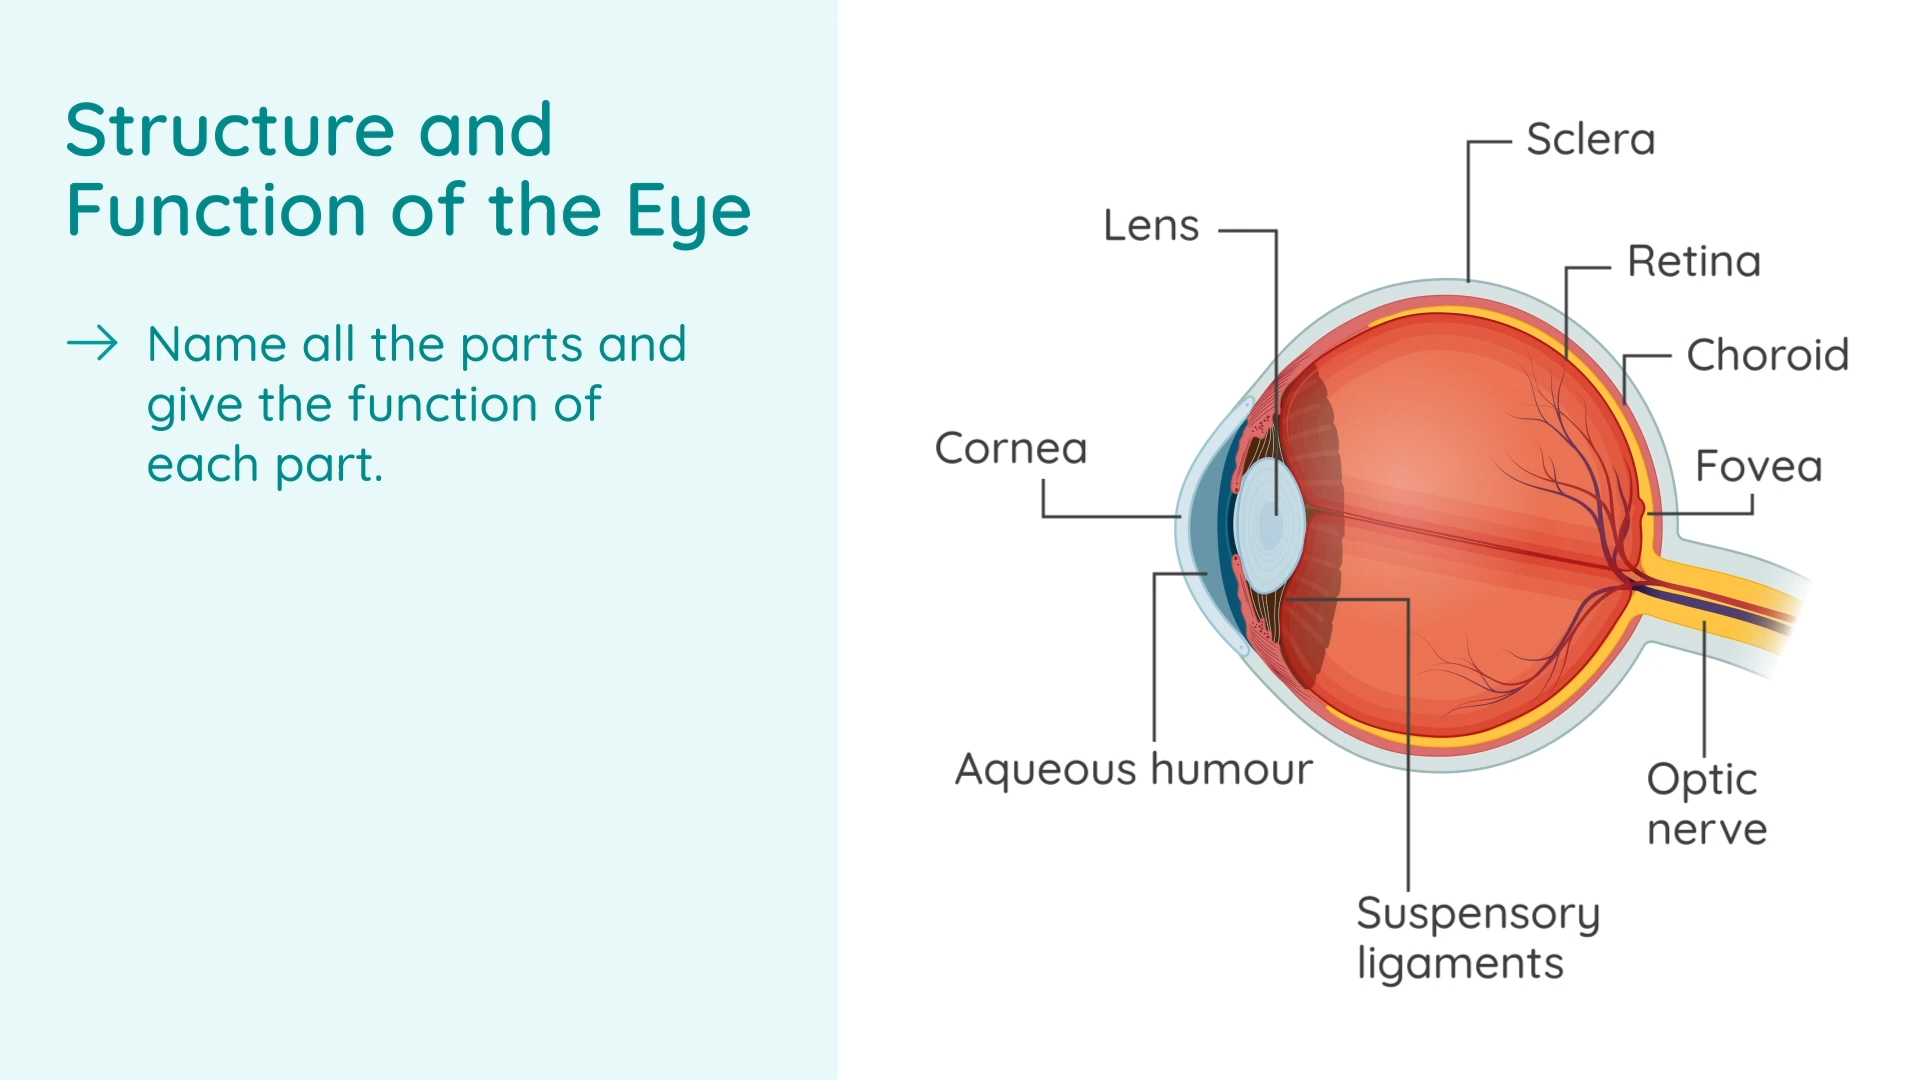 Structure and
Function of the Eye
→ Name all the parts and
give the function of
each part.
Sclera
Lens
Retina
Choroid
Cornea
Fovea
Aqueous humour
Optic
nerve
Suspensory
ligaments